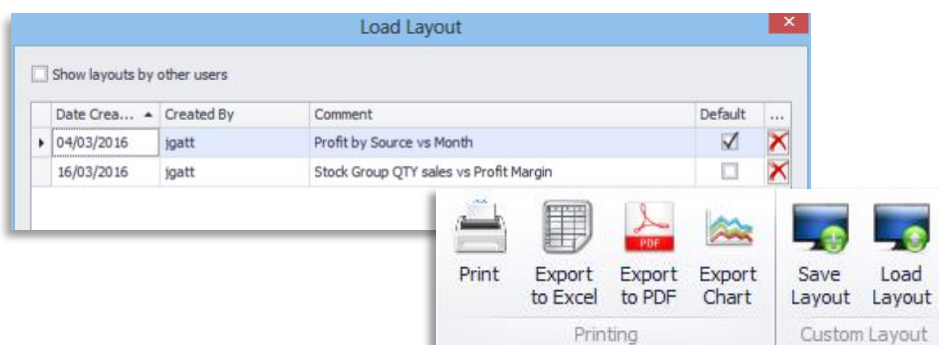 Load Layout
Show layouts by other users
Date Crea... Created By Comment Default ...
04/03/2016 jgatt Profit by Source vs Month
16/03/2016 jgatt Stock Group QTY sales vs Profit Margin
PDF
Print Export Export Export Save Load
to Excel to PDF Chart Layout Layout
Printing Custom Layout